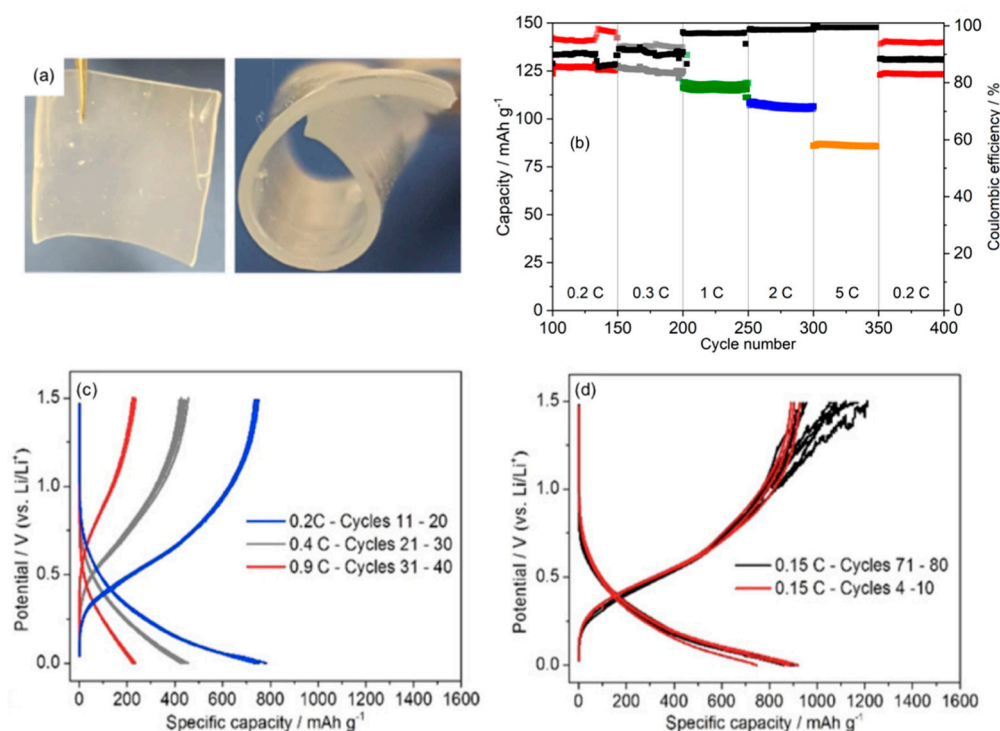 (a)
(b)
Capacity / mAh g⁻¹
150
125
100
75
50
25
0
100
80
60
40
20
0
Coulombic efficiency / %
0.2 C
0.3 C
1 C
2 C
5 C
0.2 C
100 150 200 250 300 350 400
Cycle number
(c)
Potential / V (vs. Li/Li⁺)
1.5
1.0
0.5
0.0
0.2C - Cycles 11 - 20
0.4 C - Cycles 21 - 30
0.9 C - Cycles 31 - 40
0 200 400 600 800 1000 1200 1400
Specific capacity / mAh g⁻¹
(d)
Potential / V (vs. Li/Li⁺)
1.5
1.0
0.5
0.0
0.15 C - Cycles 71 - 80
0.15 C - Cycles 4 -10
0 200 400 600 800 1000 1200 1400 1600
Specific capacity / mAh g⁻¹